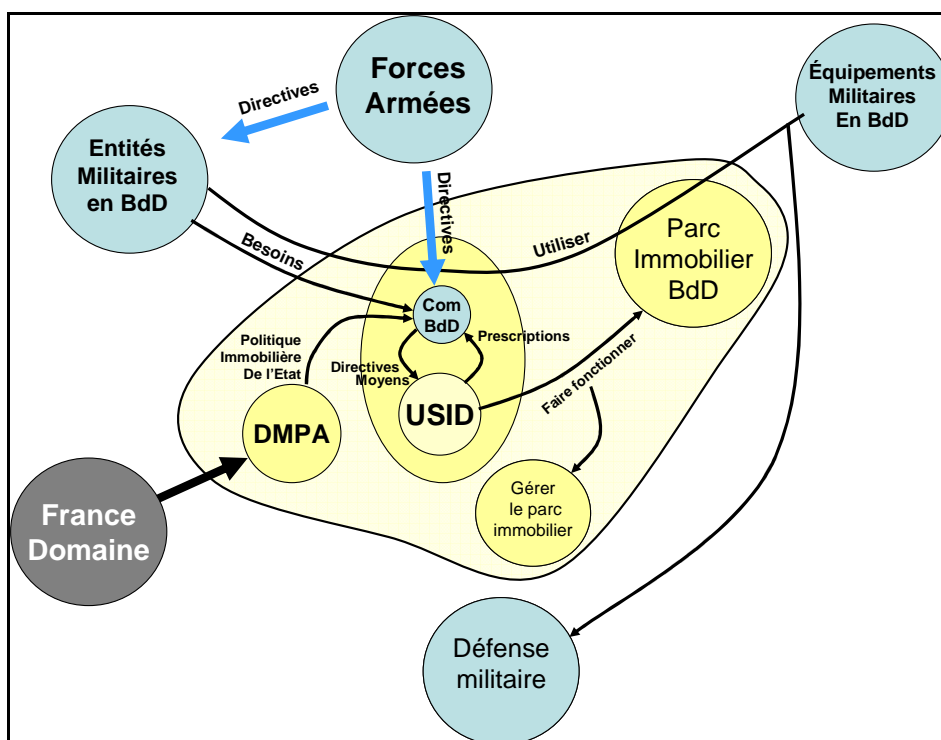 Forces
Armées
Directives
Équipements
Militaires
En BdD
Entités
Militaires
en BdD
Directives
Besoins
Utiliser
Parc
Immobilier
BdD
Com
BdD
Prescriptions
Politique
Immobilière
De l'Etat
Directives
Moyens
Faire fonctionner
USID
DMPA
Gérer
le parc
immobilier
France
Domaine
Défense
militaire